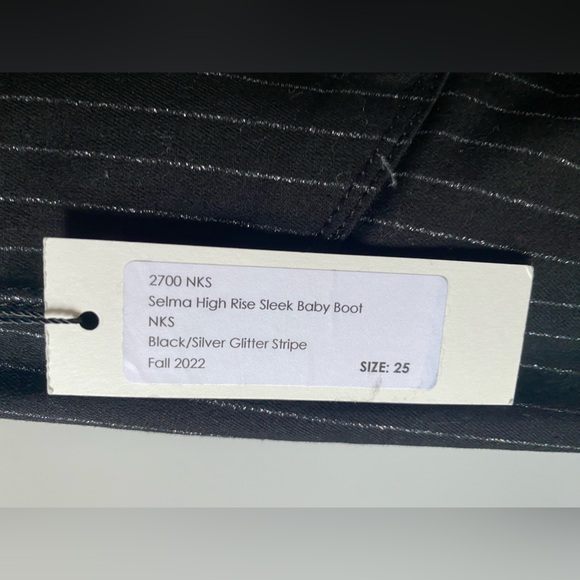 2700 NKS
Selma High Rise Sleek Baby Boot
NKS
Black/Silver Glitter Stripe
Fall 2022 SIZE: 25